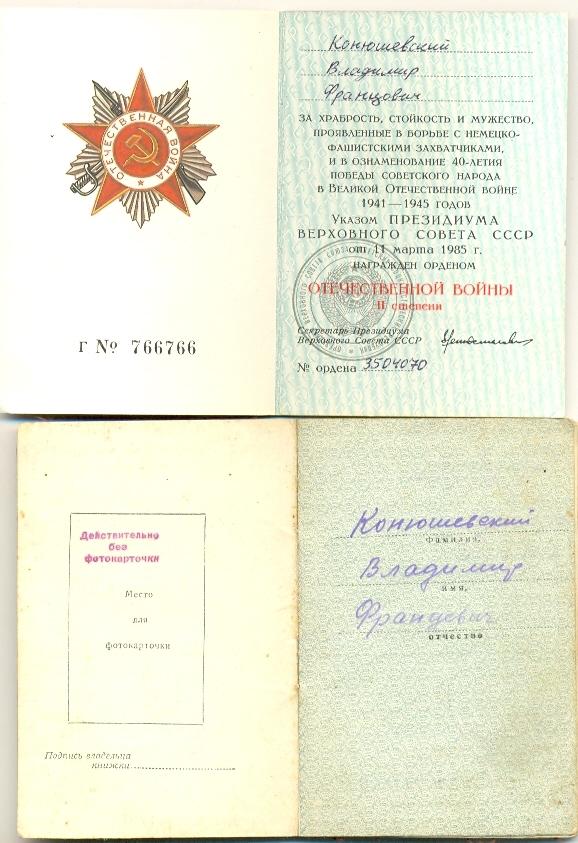 ОТЕЧЕСТВЕННАЯ ВОЙНА
Г № 766766
Конюшевский
Владимир
Францович
ЗА ХРАБРОСТЬ, СТОЙКОСТЬ И МУЖЕСТВО,
ПРОЯВЛЕННЫЕ В БОРЬБЕ С НЕМЕЦКО-
ФАШИСТСКИМИ ЗАХВАТЧИКАМИ,
И В ОЗНАМЕНОВАНИЕ 40-ЛЕТИЯ
ПОБЕДЫ СОВЕТСКОГО НАРОДА
В ВЕЛИКОЙ ОТЕЧЕСТВЕННОЙ ВОЙНЕ
1941—1945 ГОДОВ
УКАЗОМ ПРЕЗИДИУМА
ВЕРХОВНОГО СОВЕТА СССР
от 11 марта 1985 г.
НАГРАЖДЕН ОРДЕНОМ
ОТЕЧЕСТВЕННОЙ ВОЙНЫ
II степени
Секретарь Президиума
Верховного Совета СССР
№ ордена 3504070
Действительно
без
фотокарточки
Место
для
фотокарточки
Подпись владельца
книжки
Конюшевский
фамилия,
Владимир
имя,
Францевич
отчество